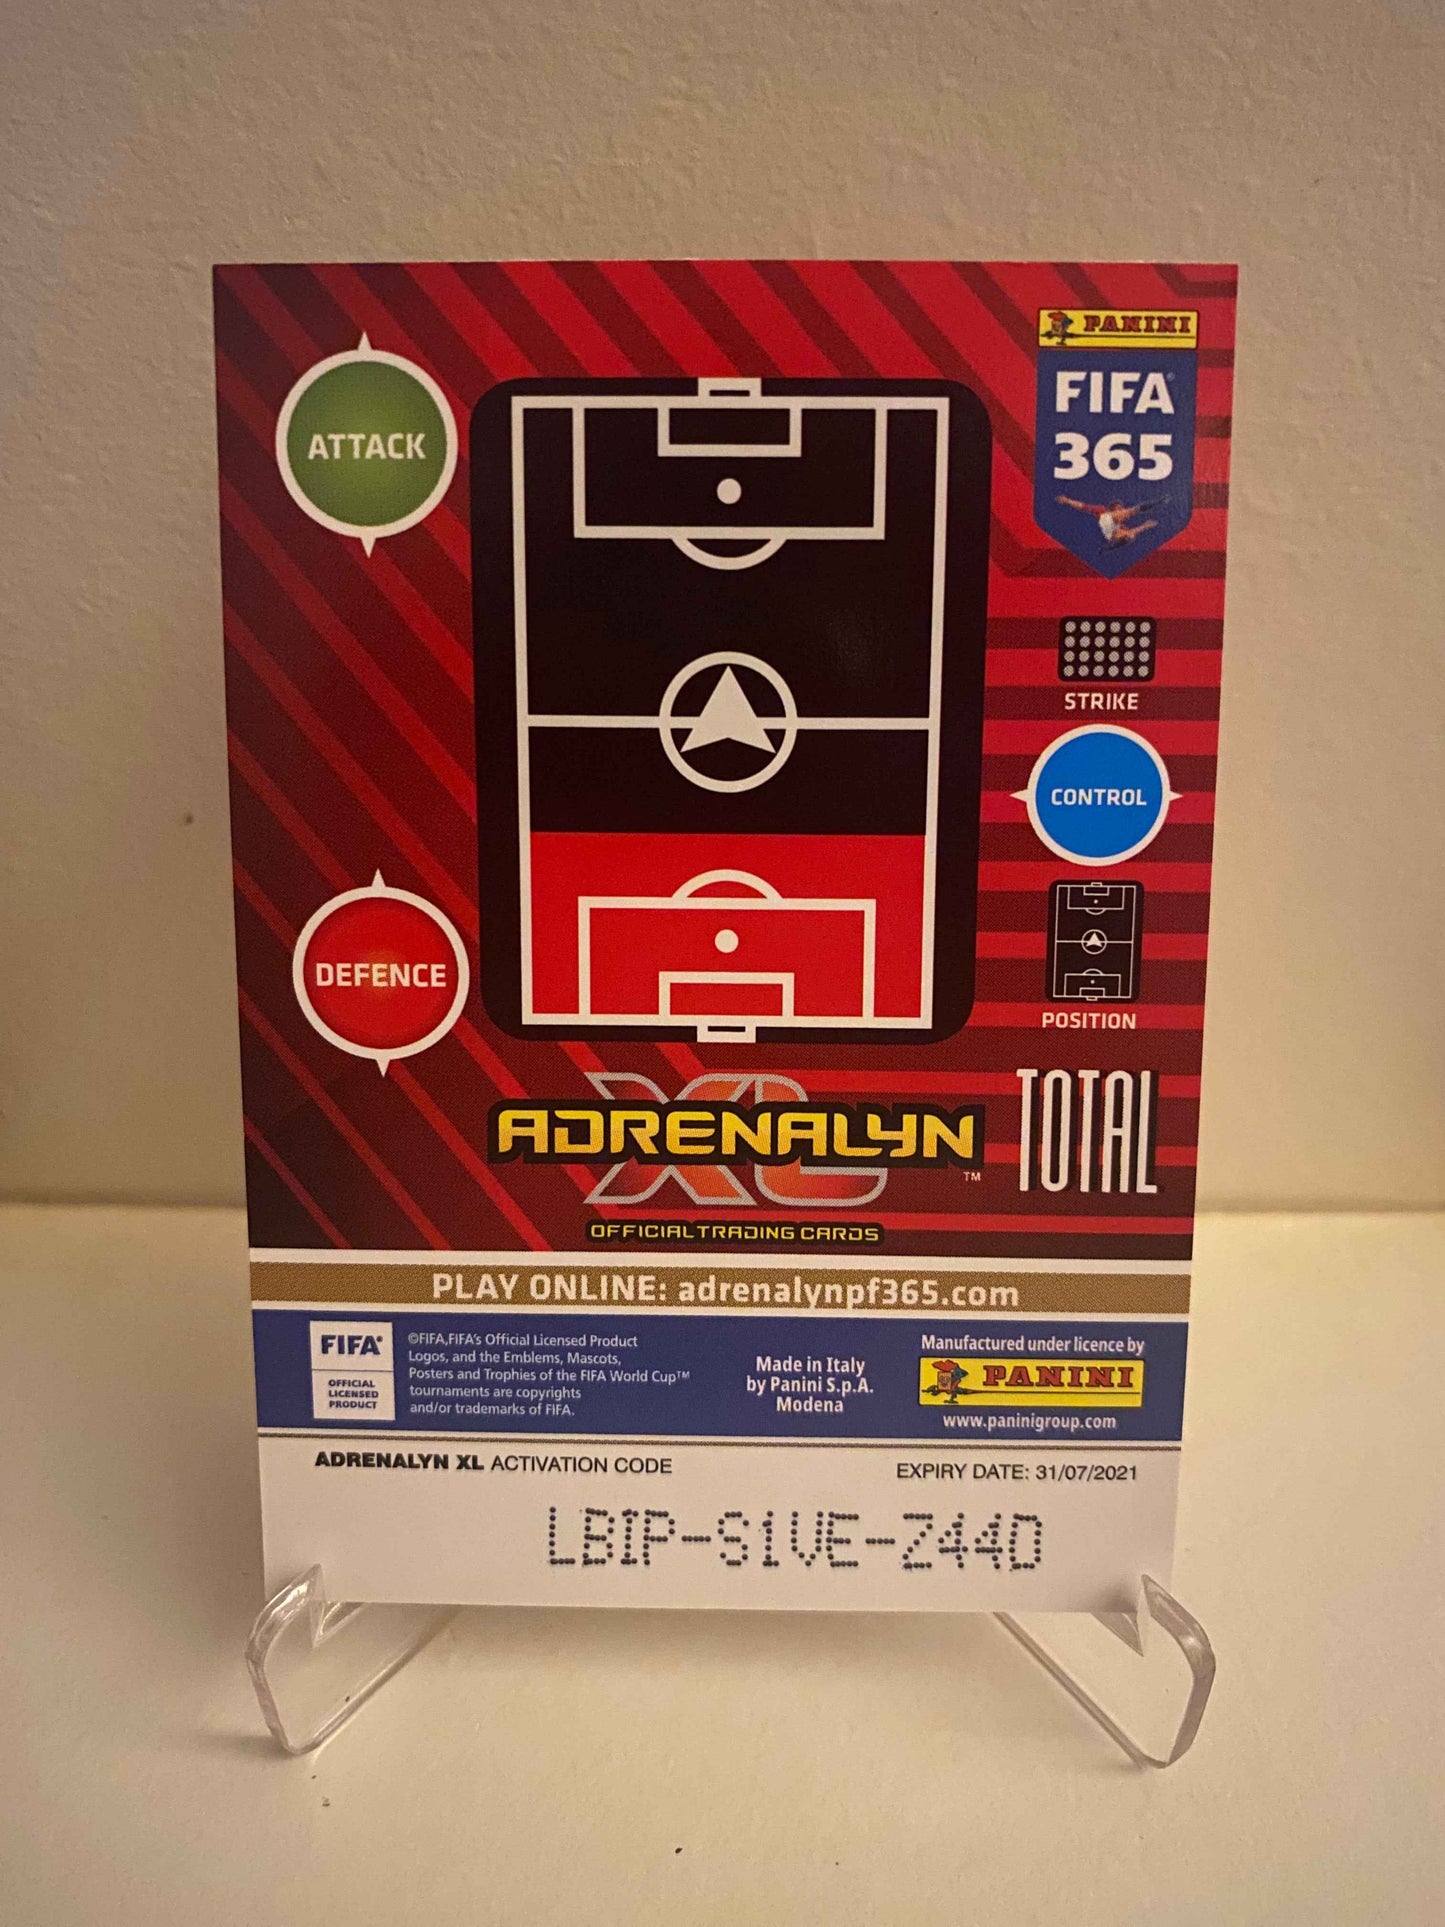 PANINI
FIFA
365
ATTACK
STRIKE
CONTROL
DEFENCE
POSITION
XL
ADRENALYN
TM
TOTAL
OFFICIAL TRADING CARDS
PLAY ONLINE: adrenalynpf365.com
FIFA®
OFFICIAL
LICENSED
PRODUCT
©FIFA,FIFA's Official Licensed Product
Logos, and the Emblems, Mascots,
Posters and Trophies of the FIFA World Cup™
tournaments are copyrights
and/or trademarks of FIFA.
Made in Italy
by Panini S.p.A.
Modena
Manufactured under licence by
PANINI
www.paninigroup.com
ADRENALYN XL ACTIVATION CODE
EXPIRY DATE: 31/07/2021
LBIP-S1VE-Z44D